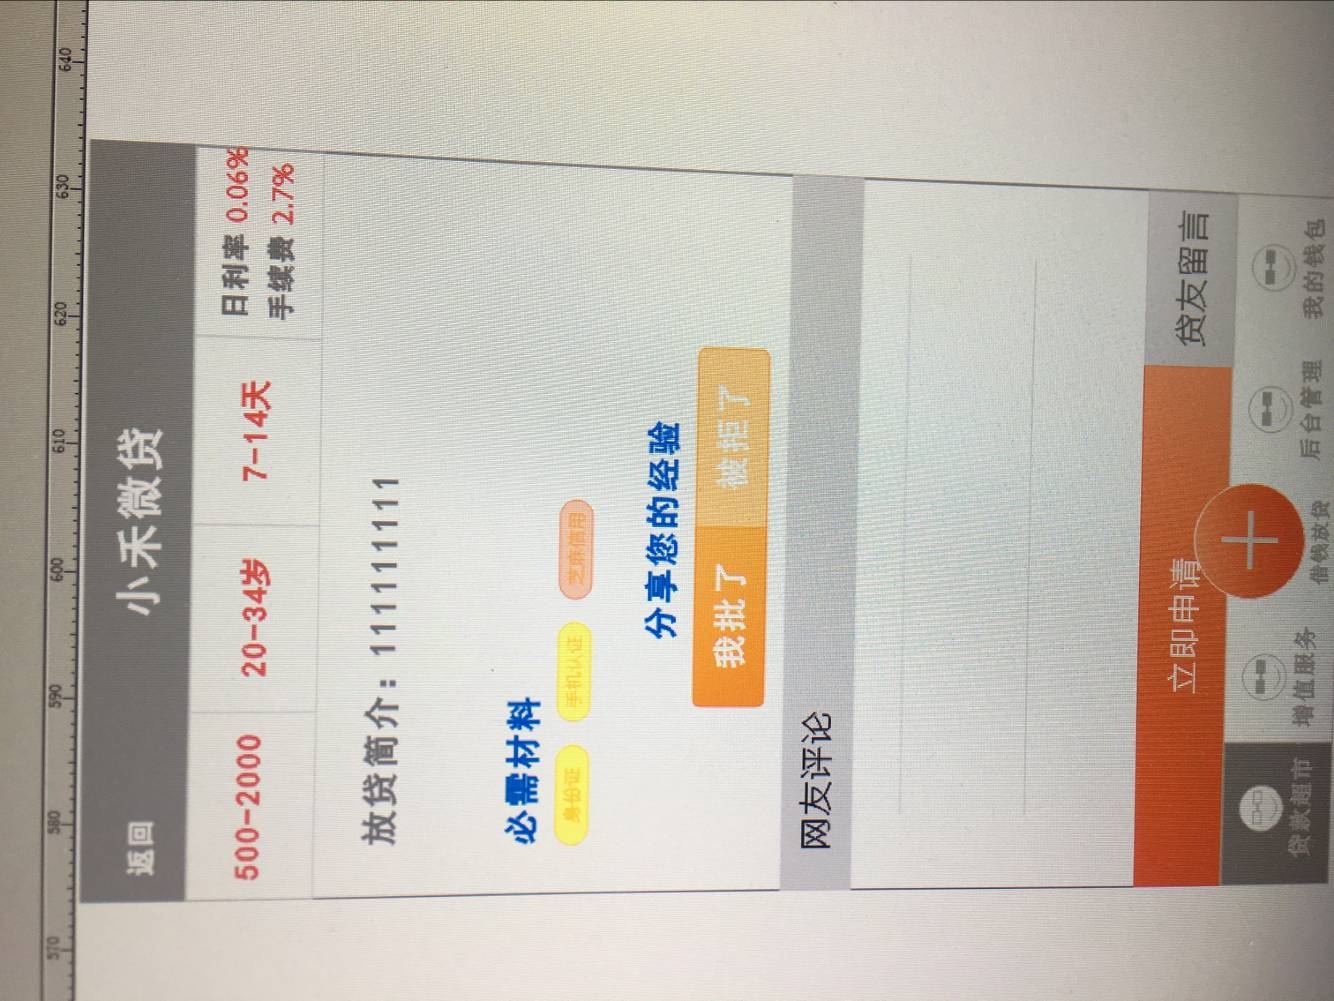 570 580 590 600 610 620 630 640
返回 小禾微贷
500-2000 20-34岁 7-14天 日利率 0.06%
手续费 2.7%
放贷简介：111111111
必需材料
身份证 手机认证 芝麻信用
分享您的经验
我批了 被拒了
网友评论
立即申请 贷友留言
贷款超市 增值服务 借钱放贷 后台管理 我的钱包